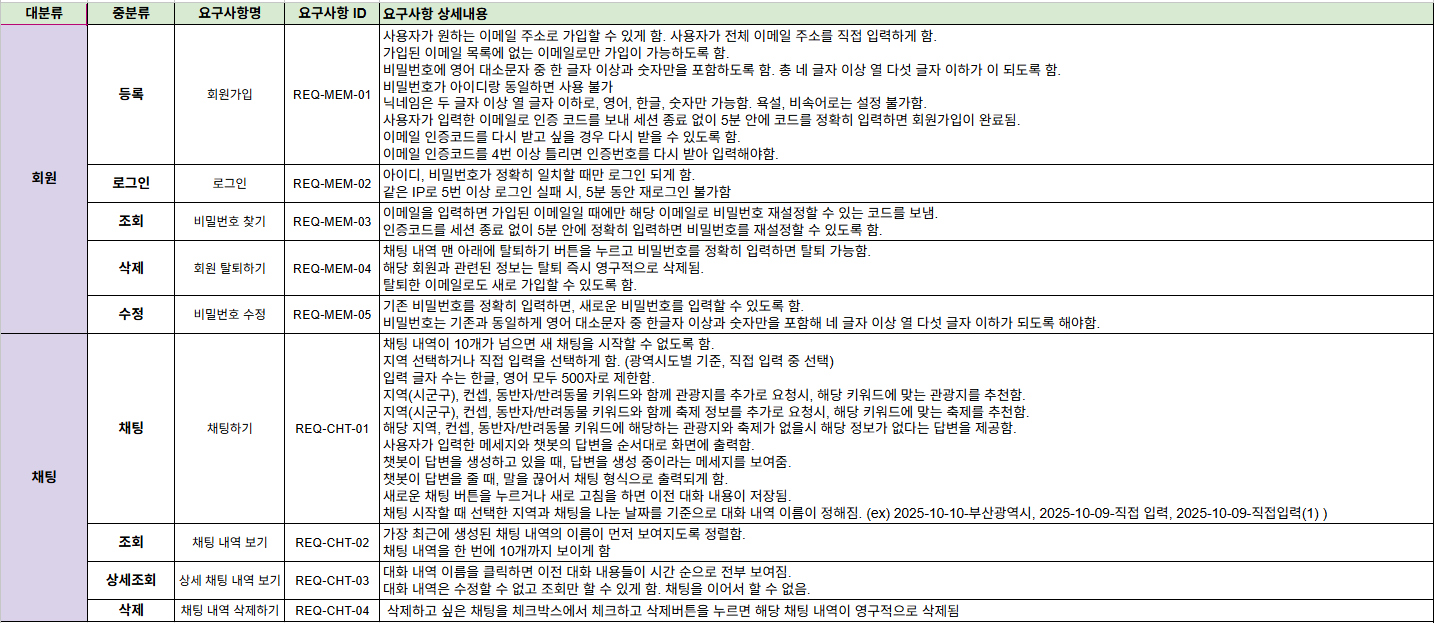 대분류 중분류 요구사항명 요구사항 ID 요구사항 상세내용
회원
등록 회원가입 REQ-MEM-01
사용자가 원하는 이메일 주소로 가입할 수 있게 함. 사용자가 전체 이메일 주소를 직접 입력하게 함.
가입된 이메일 목록에 없는 이메일로만 가입이 가능하도록 함.
비밀번호에 영어 대소문자 중 한 글자 이상과 숫자만을 포함하도록 함. 총 네 글자 이상 열 다섯 글자 이하가 이 되도록 함.
비밀번호가 아이디랑 동일하면 사용 불가
닉네임은 두 글자 이상 열 글자 이하로, 영어, 한글, 숫자만 가능함. 욕설, 비속어로는 설정 불가함.
사용자가 입력한 이메일로 인증 코드를 보내 세션 종료 없이 5분 안에 코드를 정확히 입력하면 회원가입이 완료됨.
이메일 인증코드를 다시 받고 싶을 경우 다시 받을 수 있도록 함.
이메일 인증코드를 4번 이상 틀리면 인증번호를 다시 받아 입력해야함.
로그인 로그인 REQ-MEM-02
아이디, 비밀번호가 정확히 일치할 때만 로그인 되게 함.
같은 IP로 5번 이상 로그인 실패 시, 5분 동안 재로그인 불가함
조회 비밀번호 찾기 REQ-MEM-03
이메일을 입력하면 가입된 이메일일 때에만 해당 이메일로 비밀번호 재설정할 수 있는 코드를 보냄.
인증코드를 세션 종료 없이 5분 안에 정확히 입력하면 비밀번호를 재설정할 수 있도록 함.
삭제 회원 탈퇴하기 REQ-MEM-04
채팅 내역 맨 아래에 탈퇴하기 버튼을 누르고 비밀번호를 정확히 입력하면 탈퇴 가능함.
해당 회원과 관련된 정보는 탈퇴 즉시 영구적으로 삭제됨.
탈퇴한 이메일로도 새로 가입할 수 있도록 함.
수정 비밀번호 수정 REQ-MEM-05
기존 비밀번호를 정확히 입력하면, 새로운 비밀번호를 입력할 수 있도록 함.
비밀번호는 기존과 동일하게 영어 대소문자 중 한글자 이상과 숫자만을 포함해 네 글자 이상 열 다섯 글자 이하가 되도록 해야함.
채팅
채팅 채팅하기 REQ-CHT-01
채팅 내역이 10개가 넘으면 새 채팅을 시작할 수 없도록 함.
지역 선택하거나 직접 입력을 선택하게 함. (광역시도별 기준, 직접 입력 중 선택)
입력 글자 수는 한글, 영어 모두 500자로 제한함.
지역(시군구), 컨셉, 동반자/반려동물 키워드와 함께 관광지를 추가로 요청시, 해당 키워드에 맞는 관광지를 추천함.
지역(시군구), 컨셉, 동반자/반려동물 키워드와 함께 축제 정보를 추가로 요청시, 해당 키워드에 맞는 축제를 추천함.
해당 지역, 컨셉, 동반자/반려동물 키워드에 해당하는 관광지와 축제가 없을시 해당 정보가 없다는 답변을 제공함.
사용자가 입력한 메세지와 챗봇의 답변을 순서대로 화면에 출력함.
챗봇이 답변을 생성하고 있을 때, 답변을 생성 중이라는 메세지를 보여줌.
챗봇이 답변을 줄 때, 말을 끊어서 채팅 형식으로 출력되게 함.
새로운 채팅 버튼을 누르거나 새로 고침을 하면 이전 대화 내용이 저장됨.
채팅 시작할 때 선택한 지역과 채팅을 나눈 날짜를 기준으로 대화 내역 이름이 정해짐. (ex) 2025-10-10-부산광역시, 2025-10-09-직접 입력, 2025-10-09-직접입력(1) )
조회 채팅 내역 보기 REQ-CHT-02
가장 최근에 생성된 채팅 내역의 이름이 먼저 보여지도록 정렬함.
채팅 내역을 한 번에 10개까지 보이게 함
상세조회 상세 채팅 내역 보기 REQ-CHT-03
대화 내역 이름을 클릭하면 이전 대화 내용들이 시간 순으로 전부 보여짐.
대화 내역은 수정할 수 없고 조회만 할 수 있게 함. 채팅을 이어서 할 수 없음.
삭제 채팅 내역 삭제하기 REQ-CHT-04 삭제하고 싶은 채팅을 체크박스에서 체크하고 삭제버튼을 누르면 해당 채팅 내역이 영구적으로 삭제됨